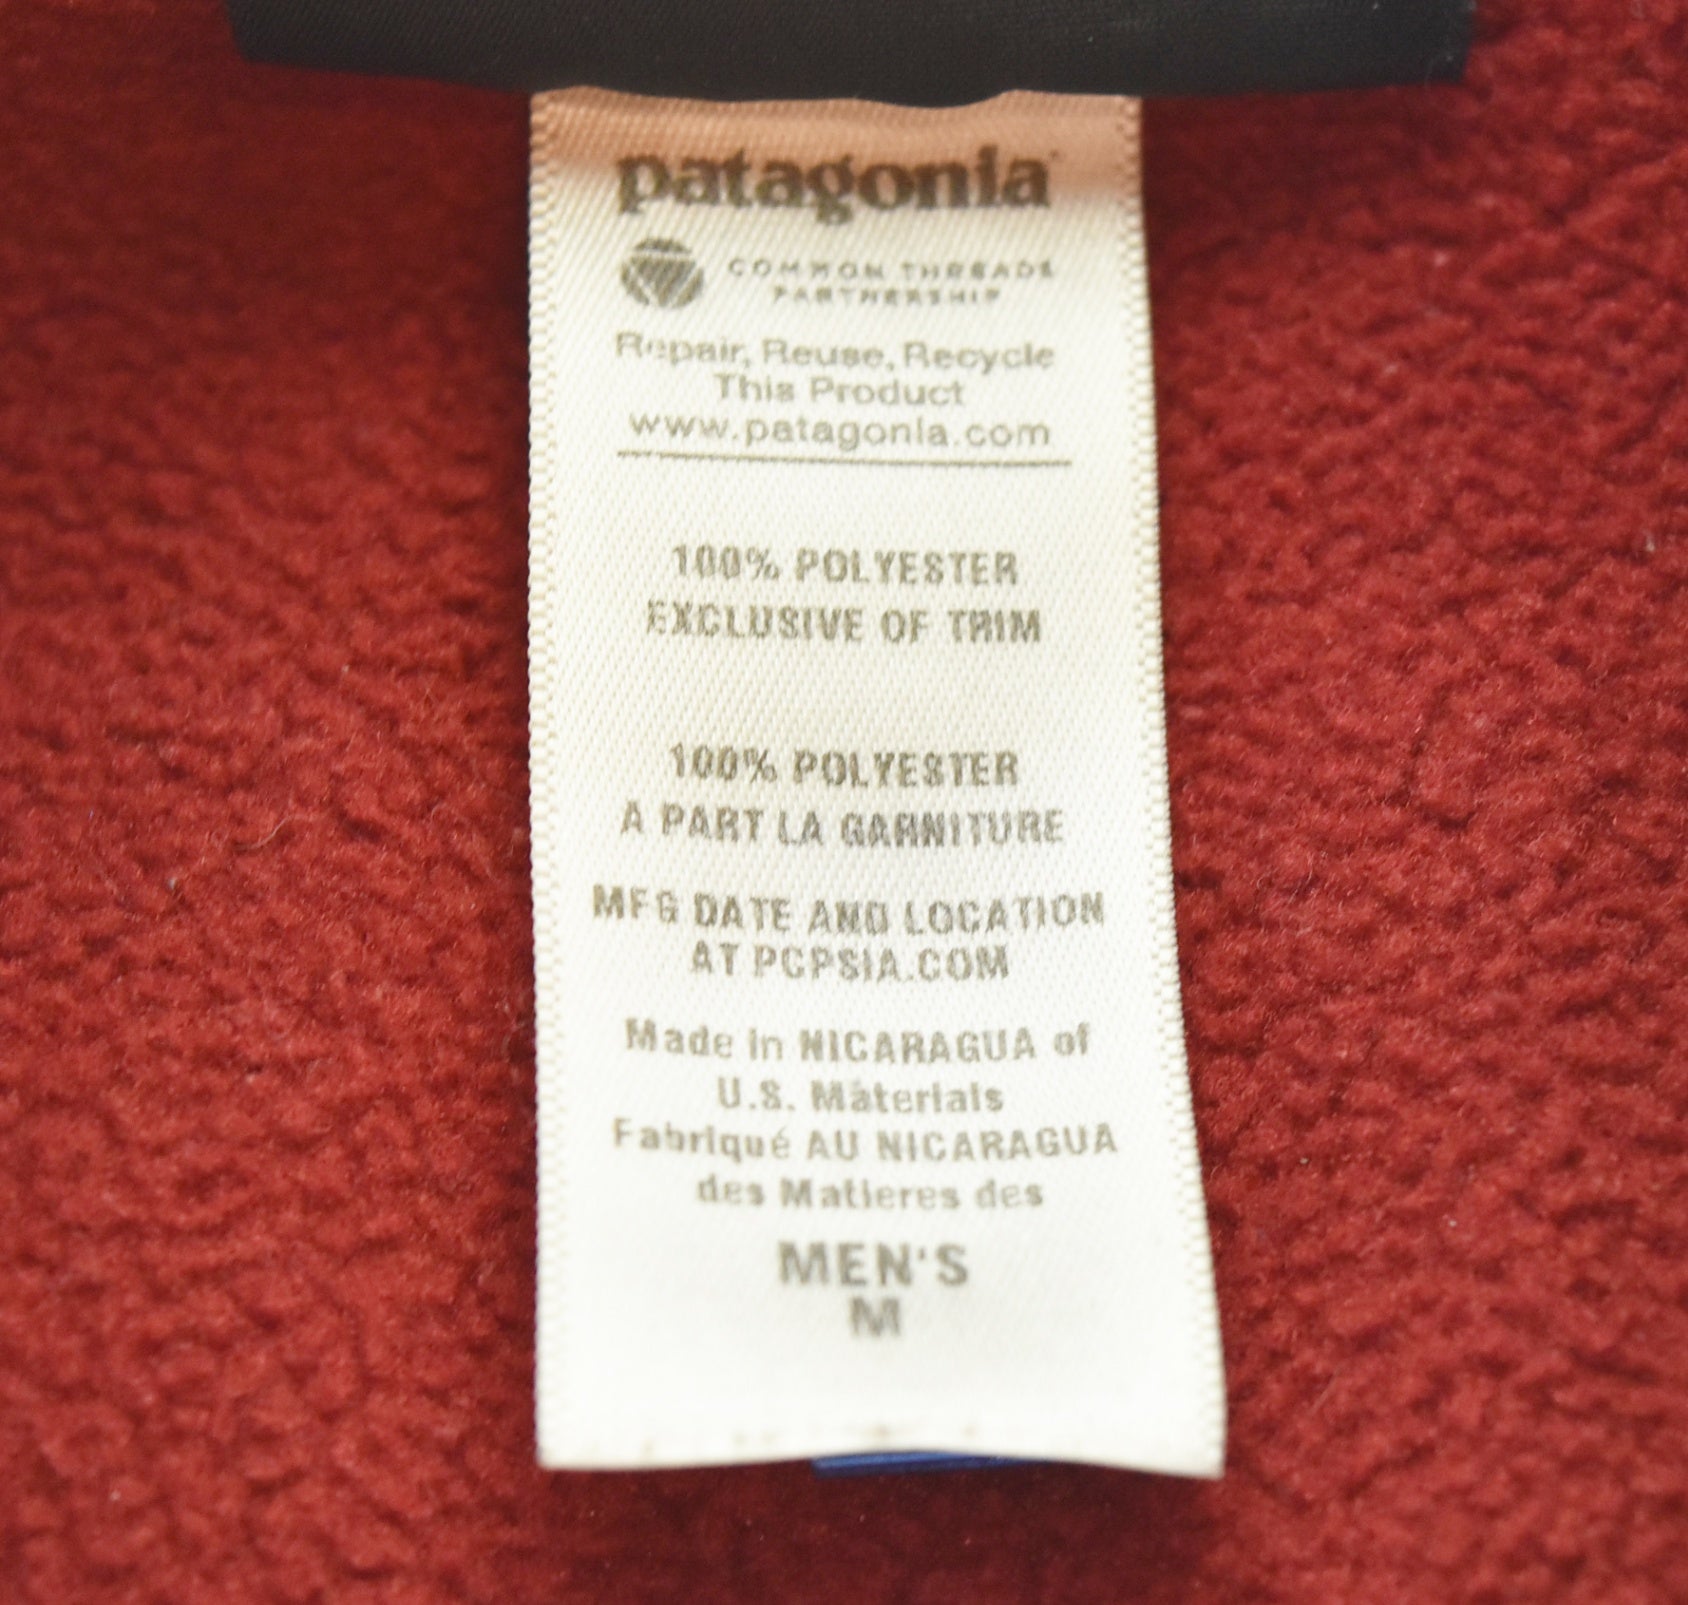 patagonia
COMMON THREADS
PARTNERSHIP
Repair, Reuse, Recycle
This Product
www.patagonia.com
100% POLYESTER
EXCLUSIVE OF TRIM
100% POLYESTER
A PART LA GARNITURE
MFG DATE AND LOCATION
AT PCPSIA.COM
Made in NICARAGUA of
U.S. Materials
Fabriqué AU NICARAGUA
des Matieres des
MEN'S
M